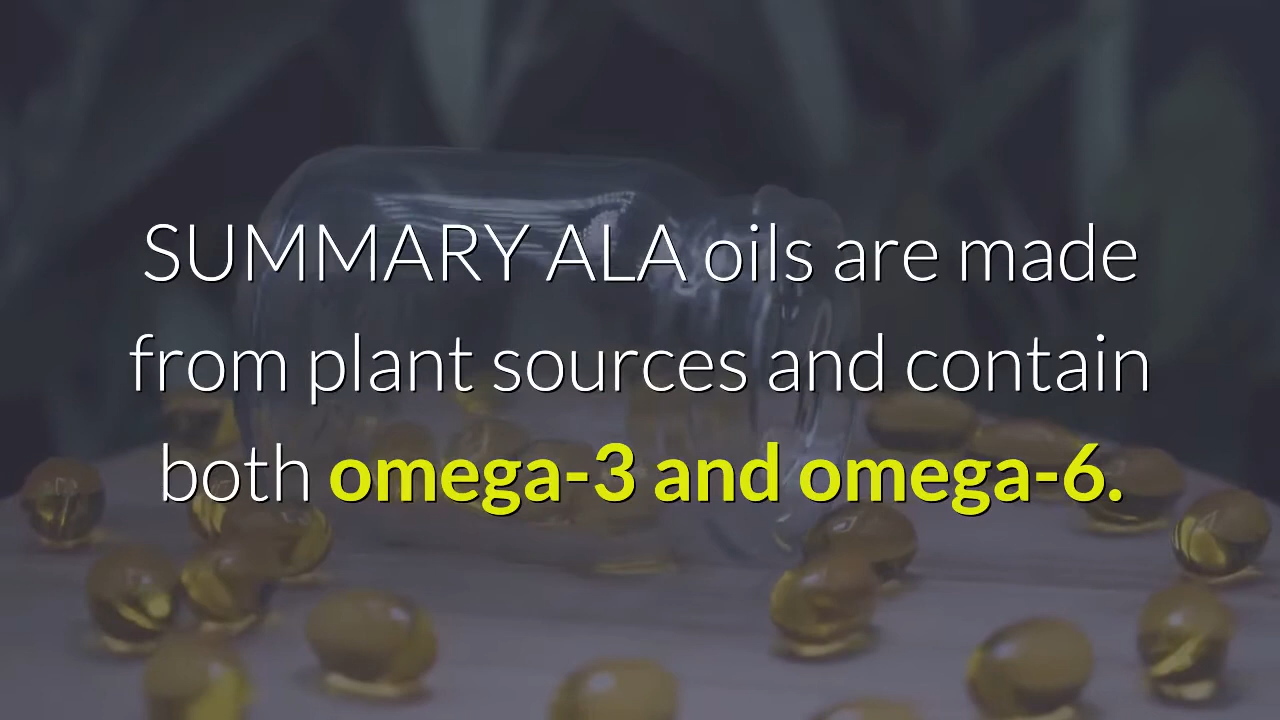 SUMMARY ALA oils are made
from plant sources and contain
both omega-3 and omega-6.